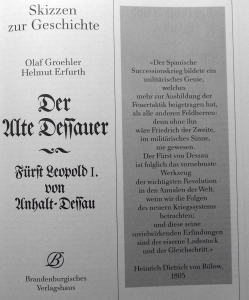 Skizzen
zur Geschichte
Olaf Groehler
Helmut Erfurth
Der
Alte Dessauer
Fürst Leopold I.
von
Anhalt-Dessau
B
Brandenburgisches
Verlagshaus
«Der Spanische
Successionskrieg bildete ein
militärisches Genie,
welches
mehr zur Ausbildung der
Feuertaktik beigetragen hat,
als alle anderen Feldherren:
denn ohne ihn
wäre Friedrich der Zweite,
im militärischen Sinne,
nie gewesen.
Der Fürst von Dessau
ist folglich das vornehmste
Werkzeug
der wichtigsten Revolution
in den Annalen der Welt,
wenn wir die Folgen
des neuern Kriegssystems
betrachten;
und diese seine
weitwirkenden Erfindungen
sind der eiserne Ladestock
und der Gleichschritt.»
Heinrich Dietrich von Bülow,
1805